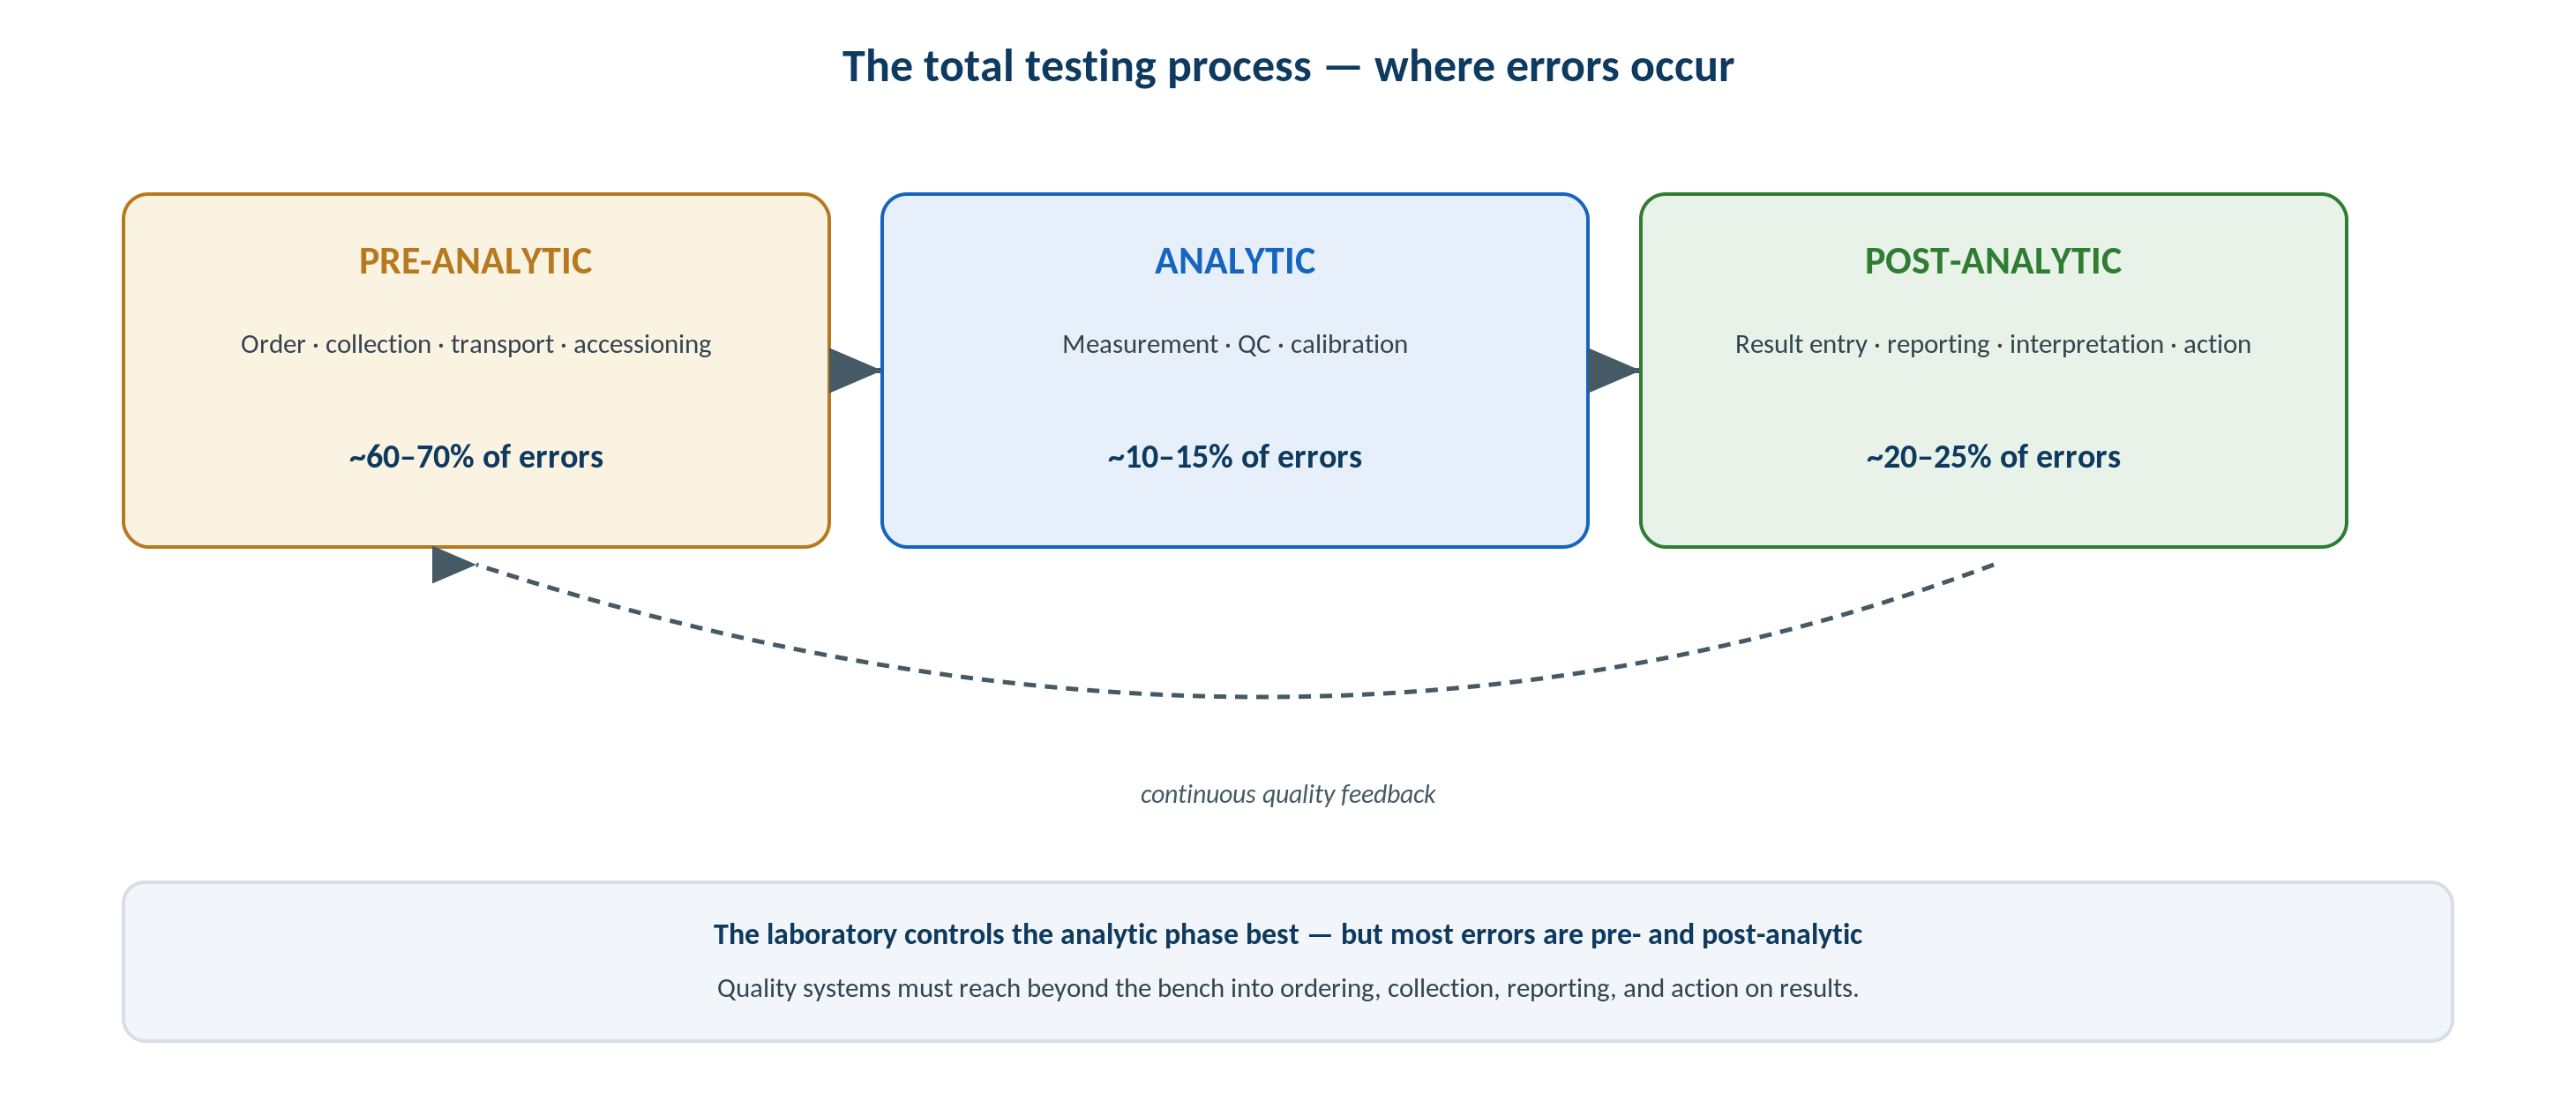 The total testing process — where errors occur
PRE-ANALYTIC
Order · collection · transport · accessioning
~60–70% of errors
ANALYTIC
Measurement · QC · calibration
~10–15% of errors
POST-ANALYTIC
Result entry · reporting · interpretation · action
~20–25% of errors
continuous quality feedback
The laboratory controls the analytic phase best — but most errors are pre- and post-analytic
Quality systems must reach beyond the bench into ordering, collection, reporting, and action on results.